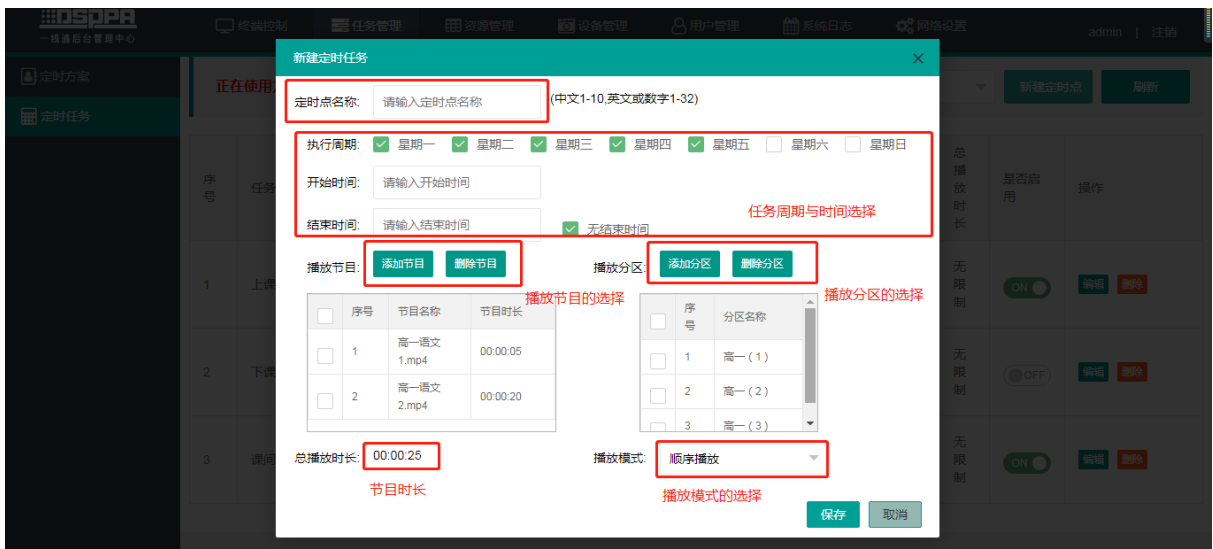 DSPPA
一线通后台管理中心
终端控制 任务管理 资源管理 设备管理 用户管理 系统日志 网络设置 admin | 注销
定时方案
定时任务
正在使用
新建定时点 刷新
新建定时任务
定时点名称: 请输入定时点名称 (中文1-10,英文或数字1-32)
执行周期: 星期一 星期二 星期三 星期四 星期五 星期六 星期日
开始时间: 请输入开始时间
任务周期与时间选择
结束时间: 请输入结束时间 无结束时间
播放节目: 添加节目 删除节目 播放分区: 添加分区 删除分区
播放节目的选择 播放分区的选择
序号 节目名称 节目时长
1 高一语文1.mp4 00:00:05
2 高一语文2.mp4 00:00:20
序号 分区名称
1 高一(1)
2 高一(2)
3 高一(3)
总播放时长: 00:00:25 播放模式: 顺序播放
节目时长 播放模式的选择
保存 取消
序号 任务 总播放时长 是否启用 操作
1 上课 无限制 ON 编辑 删除
2 下课 无限制 OFF 编辑 删除
3 课间 无限制 ON 编辑 删除